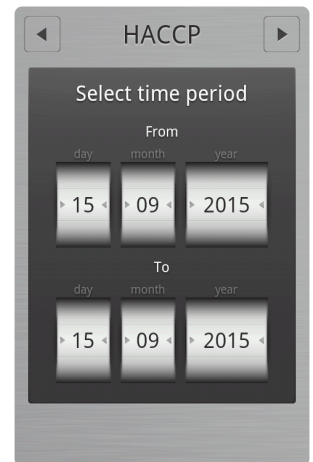 HACCP
Select time period
From
day month year
15 09 2015
To
day month year
15 09 2015